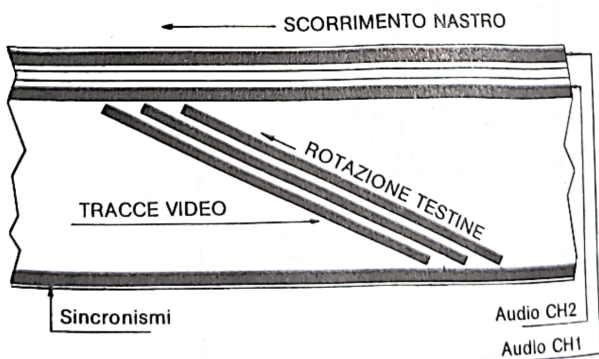 SCORRIMENTO NASTRO
ROTAZIONE TESTINE
TRACCE VIDEO
Sincronismi
Audio CH2
Audio CH1